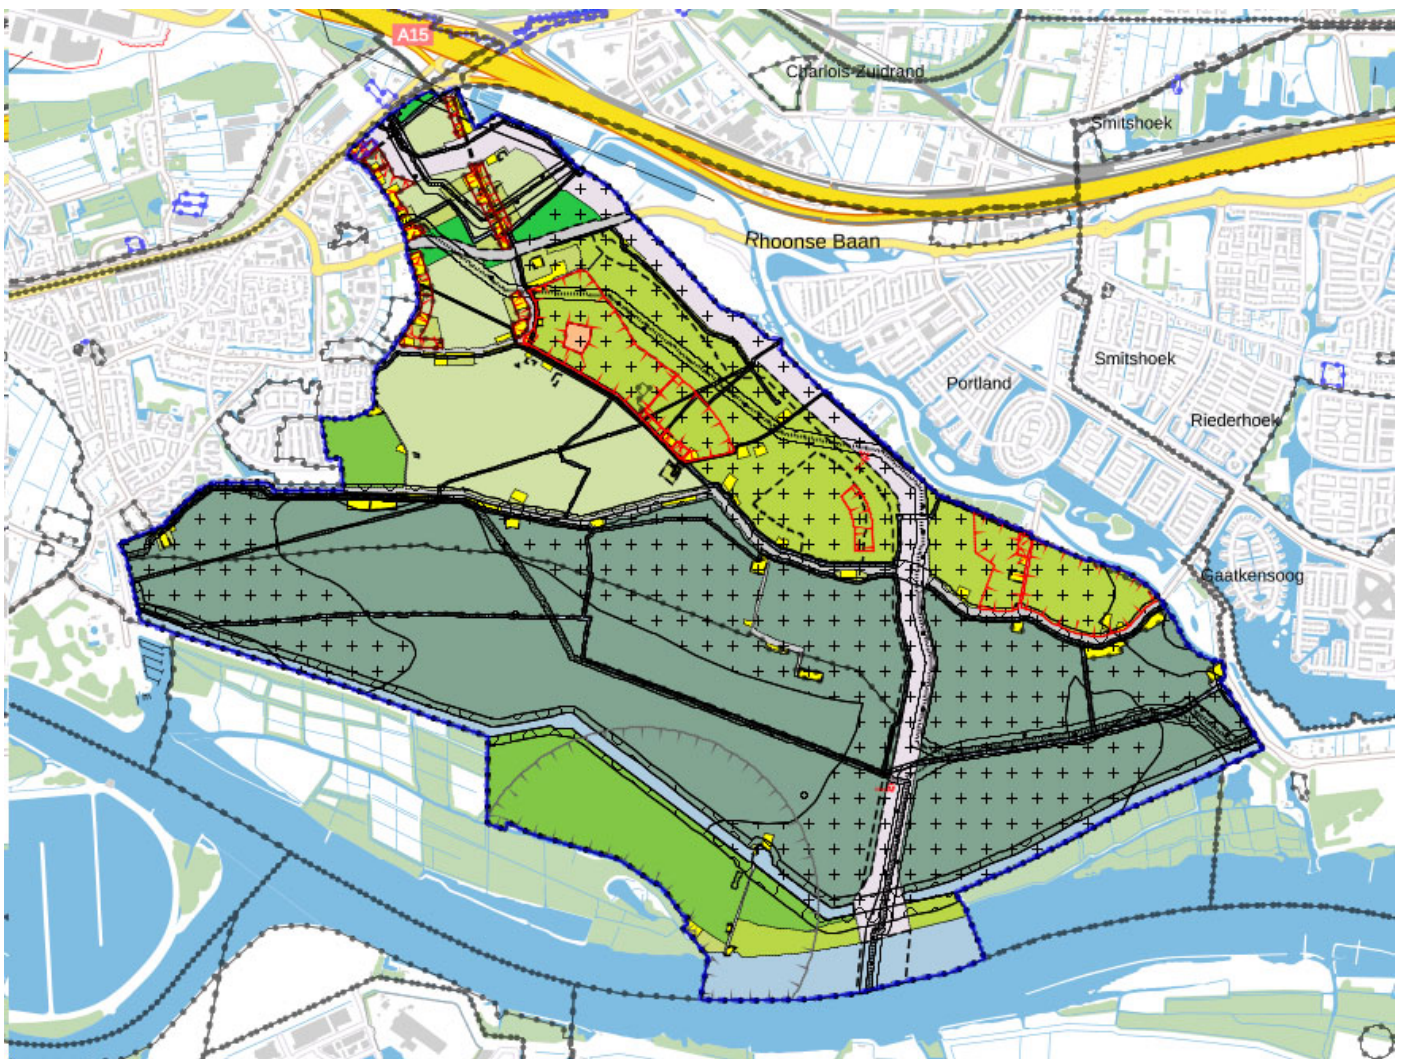 A15
Charlois-Zuidrand
Smitshoek
Rhoonse Baan
Smitshoek
Portland
Riederhoek
Gaatkensoog